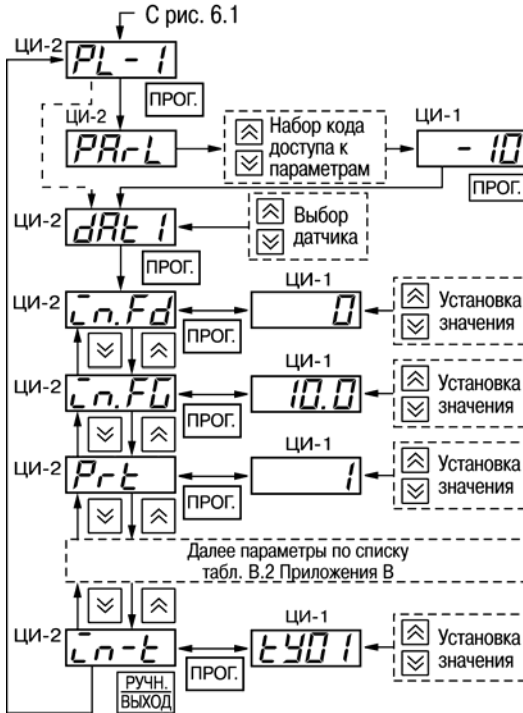 С рис. 6.1
ЦИ-2 PL-1
ПРОГ.
ЦИ-2 PArL
Набор кода
доступа к
параметрам
ЦИ-1
- 10
ПРОГ.
ЦИ-2 dAt1
Выбор
датчика
ПРОГ.
ЦИ-2 in.Fd
ПРОГ.
ЦИ-1
0
Установка
значения
ЦИ-2 in.FG
ПРОГ.
ЦИ-1
10.0
Установка
значения
ЦИ-2 Prt
ПРОГ.
ЦИ-1
1
Установка
значения
Далее параметры по списку
табл. В.2 Приложения В
ЦИ-2 in-t
ПРОГ.
ЦИ-1
tY01
Установка
значения
РУЧН.
ВЫХОД